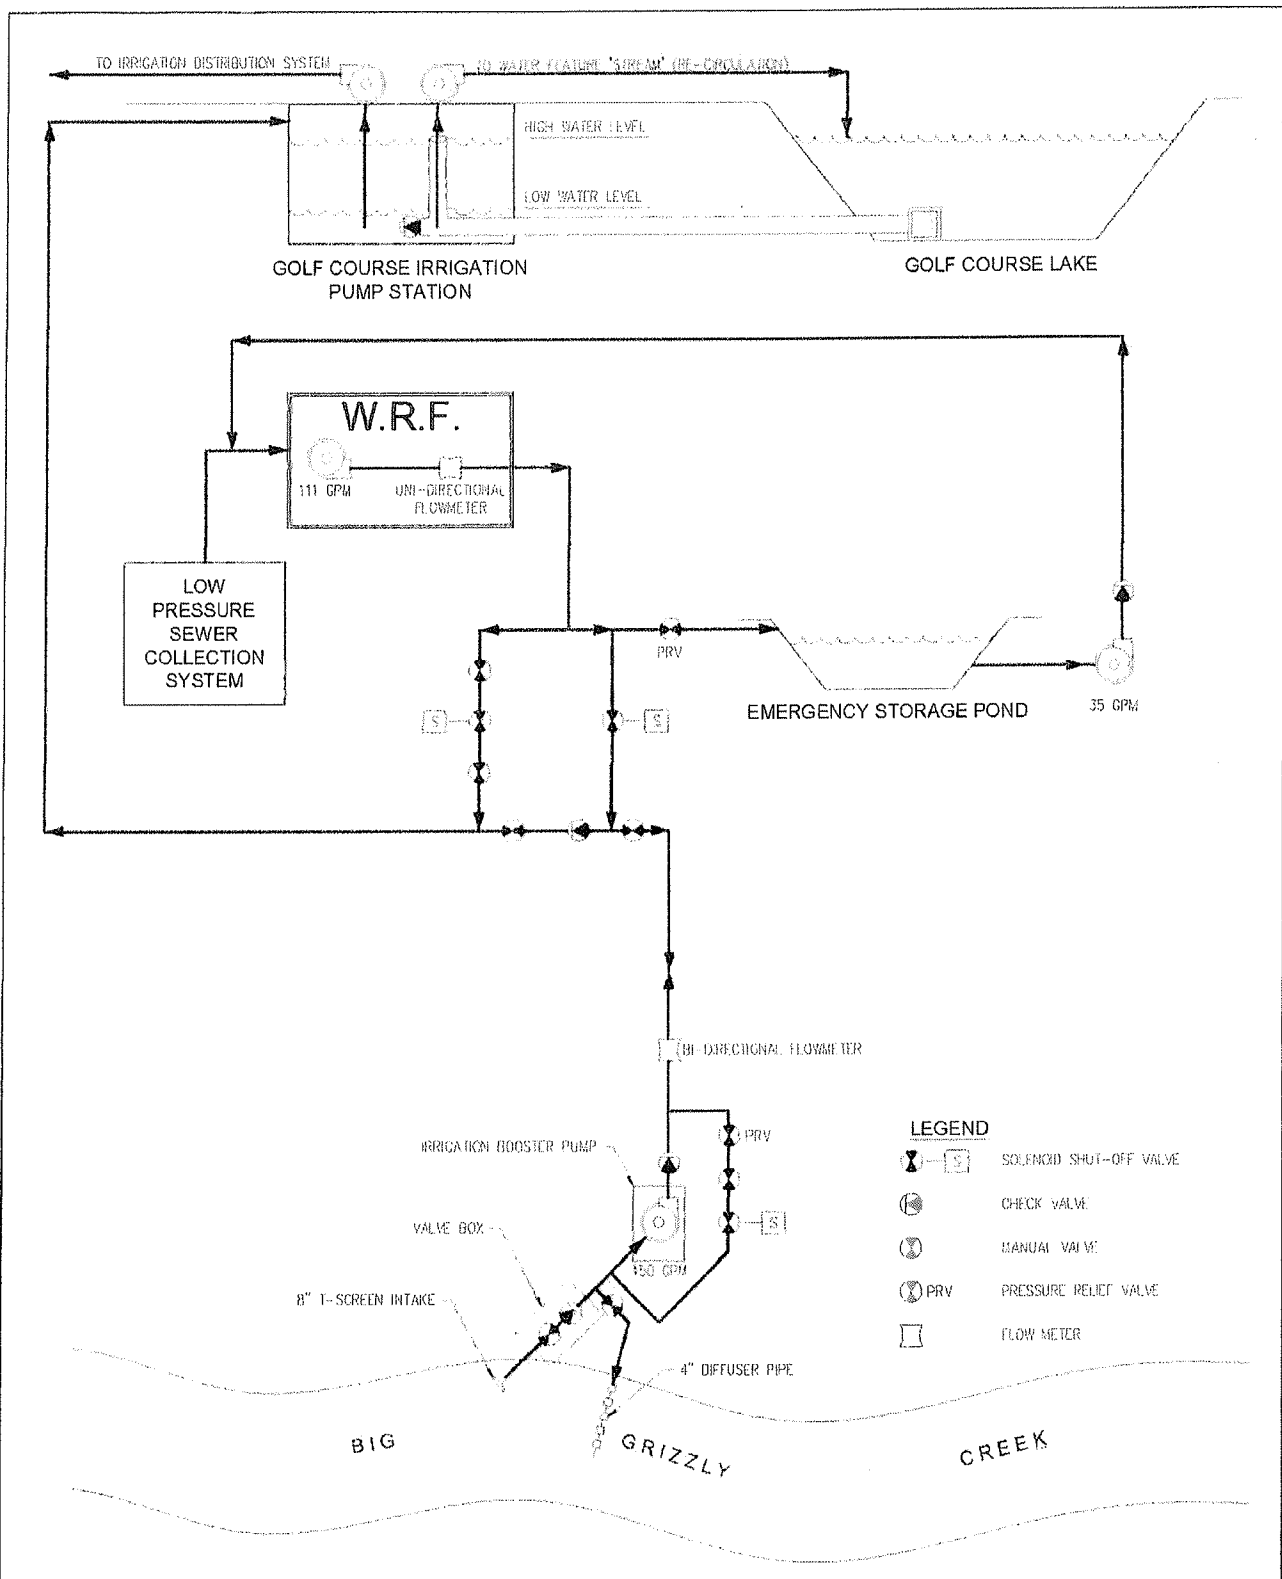 TO IRRIGATION DISTRIBUTION SYSTEM
TO WATER FEATURE "STREAM" (RE-CIRCULATION)
HIGH WATER LEVEL
LOW WATER LEVEL
GOLF COURSE IRRIGATION
PUMP STATION
GOLF COURSE LAKE
W.R.F.
111 GPM
UNI-DIRECTIONAL
FLOWMETER
LOW
PRESSURE
SEWER
COLLECTION
SYSTEM
PRV
EMERGENCY STORAGE POND
35 GPM
S
S
BI-DIRECTIONAL FLOWMETER
IRRIGATION BOOSTER PUMP
PRV
VALVE BOX
S
150 GPM
8" T-SCREEN INTAKE
4" DIFFUSER PIPE
LEGEND
S SOLENOID SHUT-OFF VALVE
CHECK VALVE
MANUAL VALVE
PRV PRESSURE RELIEF VALVE
FLOW METER
BIG GRIZZLY CREEK